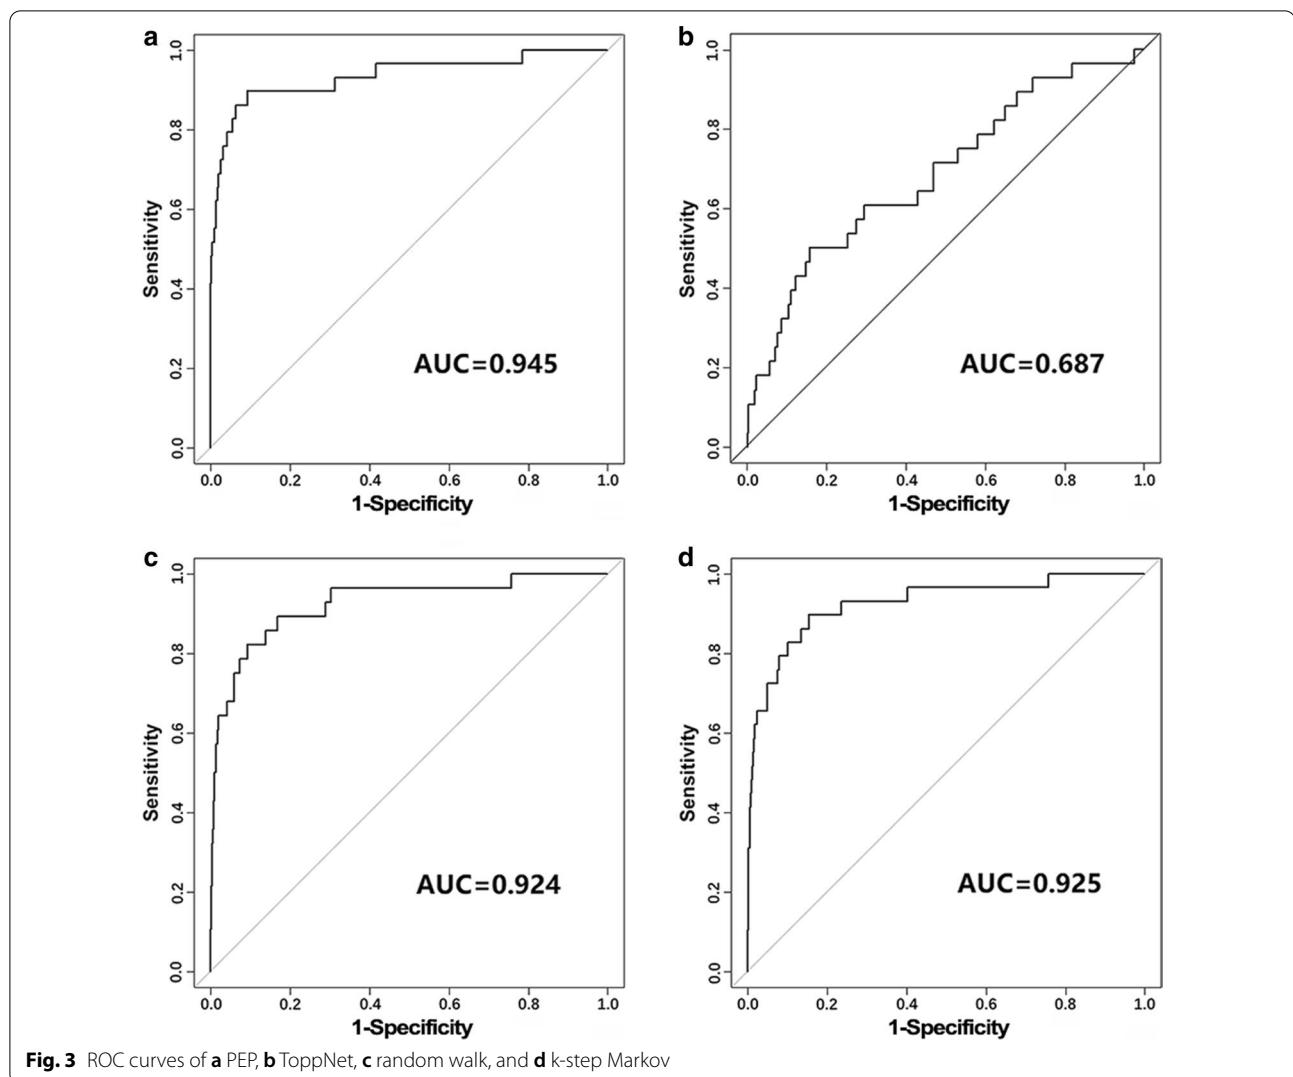 a
1.0
0.8
0.6
0.4
0.2
0.0
Sensitivity
AUC=0.945
0.0 0.2 0.4 0.6 0.8 1.0
1-Specificity
b
1.0
0.8
0.6
0.4
0.2
0.0
Sensitivity
AUC=0.687
0.0 0.2 0.4 0.6 0.8 1.0
1-Specificity
c
1.0
0.8
0.6
0.4
0.2
0.0
Sensitivity
AUC=0.924
0.0 0.2 0.4 0.6 0.8 1.0
1-Specificity
d
1.0
0.8
0.6
0.4
0.2
0.0
Sensitivity
AUC=0.925
0.0 0.2 0.4 0.6 0.8 1.0
1-Specificity
Fig. 3 ROC curves of a PEP, b ToppNet, c random walk, and d k-step Markov